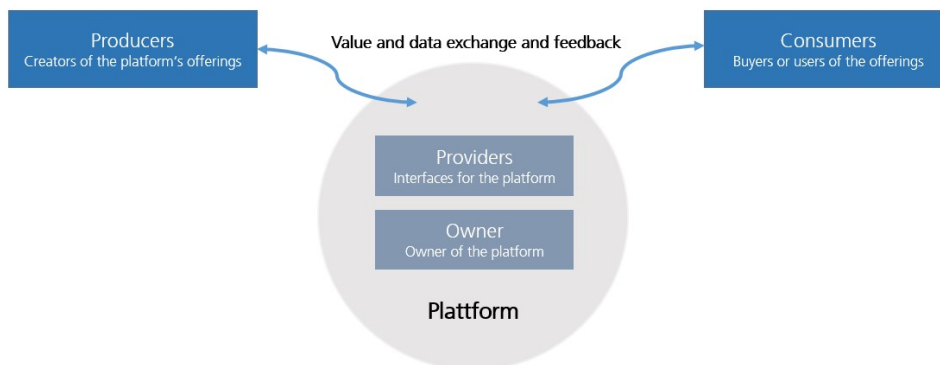 Producers
Creators of the platform's offerings
Value and data exchange and feedback
Consumers
Buyers or users of the offerings
Providers
Interfaces for the platform
Owner
Owner of the platform
Plattform